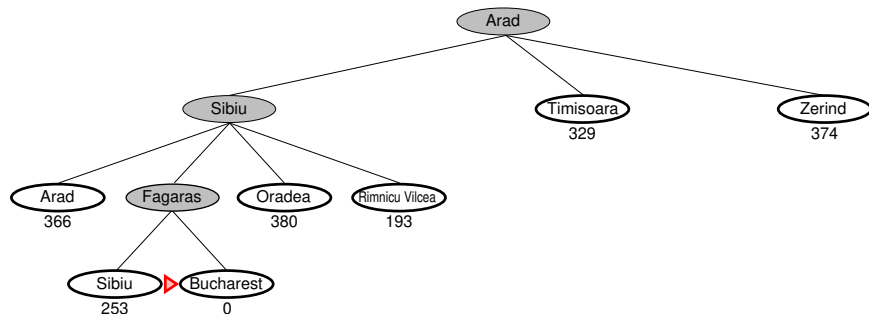 Arad
Sibiu
Timisoara
Zerind
329
374
Arad
Fagaras
Oradea
Rimnicu Vilcea
366
380
193
Sibiu
Bucharest
253
0